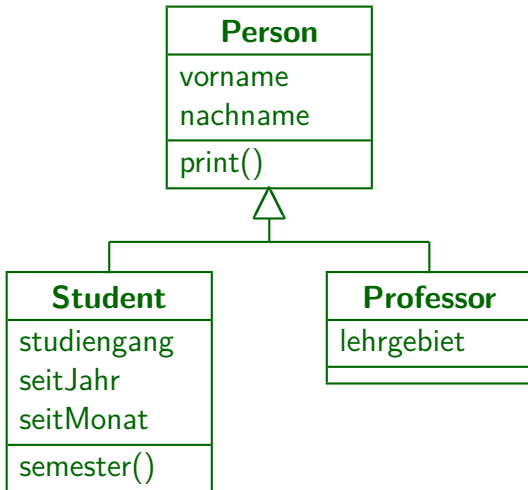 Person
vorname
nachname
print()
Student
studiengang
seitJahr
seitMonat
semester()
Professor
lehrgebiet